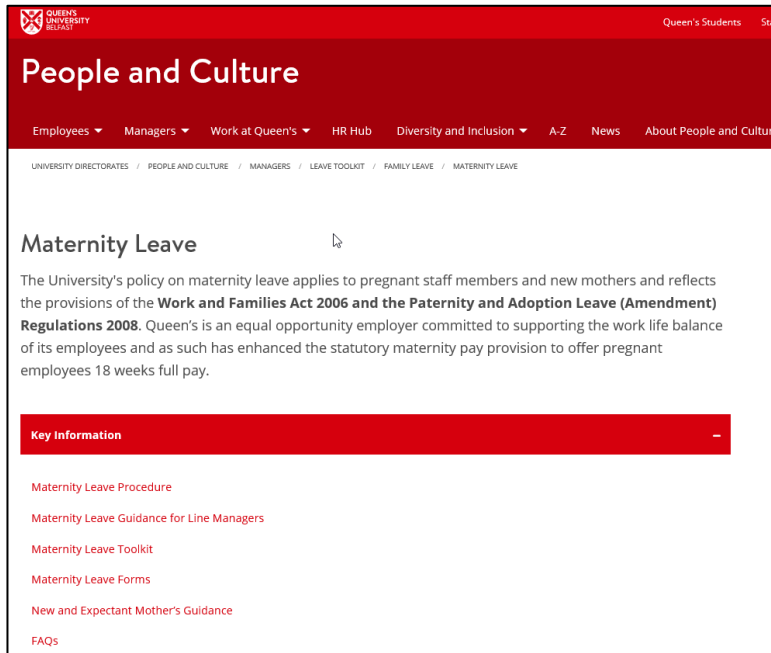 QUEEN'S
UNIVERSITY
BELFAST
Queen's Students
People and Culture
Employees Managers Work at Queen's HR Hub Diversity and Inclusion A-Z News About People and
UNIVERSITY DIRECTORATES / PEOPLE AND CULTURE / MANAGERS / LEAVE TOOLKIT / FAMILY LEAVE / MATERNITY LEAVE
Maternity Leave
The University's policy on maternity leave applies to pregnant staff members and new mothers and reflects
the provisions of the Work and Families Act 2006 and the Paternity and Adoption Leave (Amendment)
Regulations 2008. Queen's is an equal opportunity employer committed to supporting the work life balance
of its employees and as such has enhanced the statutory maternity pay provision to offer pregnant
employees 18 weeks full pay.
Key Information –
Maternity Leave Procedure
Maternity Leave Guidance for Line Managers
Maternity Leave Toolkit
Maternity Leave Forms
New and Expectant Mother's Guidance
FAQs